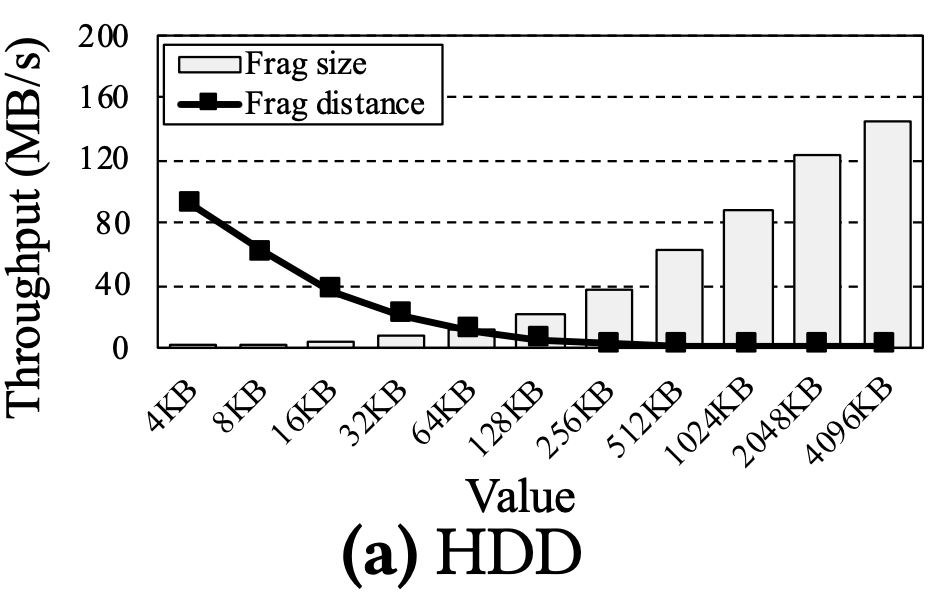 Throughput (MB/s)
200
160
120
80
40
0
Frag size
Frag distance
4KB
8KB
16KB
32KB
64KB
128KB
256KB
512KB
1024KB
2048KB
4096KB
Value
(a) HDD